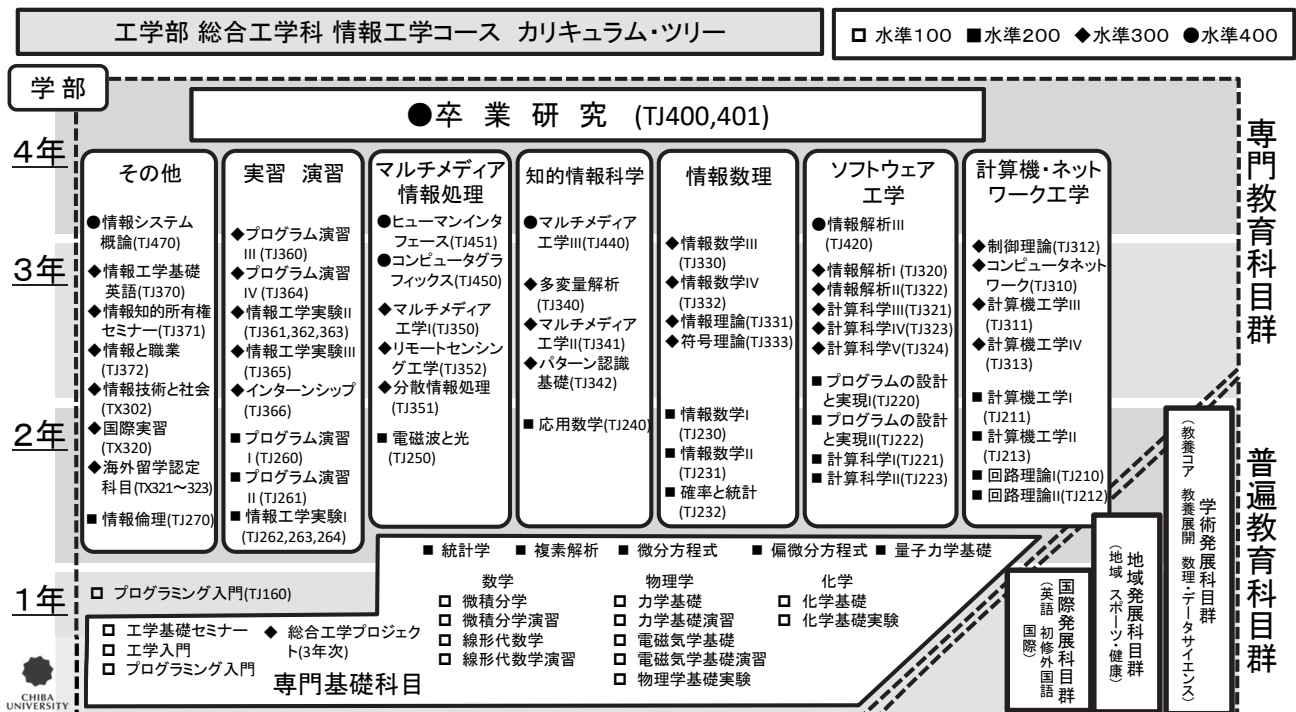 工学部 総合工学科 情報工学コース カリキュラム・ツリー
□ 水準100 ■水準200 ◆水準300 ●水準400
学部
●卒業研究 (TJ400,401)
4年
3年
2年
1年
その他
●情報システム
概論(TJ470)
◆情報工学基礎
英語(TJ370)
◆情報知的所有権
セミナー(TJ371)
◆情報と職業
(TJ372)
◆情報技術と社会
(TX302)
◆国際実習
(TX320)
◆海外留学認定
科目(TX321～323)
■情報倫理(TJ270)
実習 演習
◆プログラム演習
III (TJ360)
◆プログラム演習
IV (TJ364)
◆情報工学実験II
(TJ361,362,363)
◆情報工学実験III
(TJ365)
◆インターンシップ
(TJ366)
■プログラム演習
I (TJ260)
■プログラム演習
II (TJ261)
■情報工学実験I
(TJ262,263,264)
マルチメディア
情報処理
●ヒューマンインタ
フェース(TJ451)
●コンピュータグラ
フィックス(TJ450)
◆マルチメディア
工学I(TJ350)
◆リモートセンシン
グ工学(TJ352)
◆分散情報処理
(TJ351)
■電磁波と光
(TJ250)
知的情報科学
●マルチメディア
工学III(TJ440)
◆多変量解析
(TJ340)
◆マルチメディア
工学II(TJ341)
◆パターン認識
基礎(TJ342)
■応用数学(TJ240)
情報数理
◆情報数学III
(TJ330)
◆情報数学IV
(TJ332)
◆情報理論(TJ331)
◆符号理論(TJ333)
■情報数学I
(TJ230)
■情報数学II
(TJ231)
■確率と統計
(TJ232)
ソフトウェア
工学
●情報解析III
(TJ420)
◆情報解析I (TJ320)
◆情報解析II(TJ322)
◆計算科学III(TJ321)
◆計算科学IV(TJ323)
◆計算科学V(TJ324)
■プログラムの設計
と実現I(TJ220)
■プログラムの設計
と実現II(TJ222)
■計算科学I(TJ221)
■計算科学II(TJ223)
計算機・ネット
ワーク工学
◆制御理論(TJ312)
◆コンピュータネット
ワーク(TJ310)
◆計算機工学III
(TJ311)
◆計算機工学IV
(TJ313)
■計算機工学I
(TJ211)
■計算機工学II
(TJ213)
■回路理論I(TJ210)
■回路理論II(TJ212)
専門教育科目群
普遍教育科目群
■ 統計学 ■ 複素解析 ■ 微分方程式 ■ 偏微分方程式 ■ 量子力学基礎
□ プログラミング入門(TJ160)
□ 工学基礎セミナー
□ 工学入門
□ プログラミング入門
◆ 総合工学プロジェク
ト(3年次)
専門基礎科目
数学
□ 微積分学
□ 微積分学演習
□ 線形代数学
□ 線形代数学演習
物理学
□ 力学基礎
□ 力学基礎演習
□ 電磁気学基礎
□ 電磁気学基礎演習
□ 物理学基礎実験
化学
□ 化学基礎
□ 化学基礎実験
国際発展科目群
(英語 初修外国語
国際)
地域発展科目群
(地域 スポーツ・健康)
学術発展科目群
(教養コア 教養展開 数理・データサイエンス)
CHIBA
UNIVERSITY